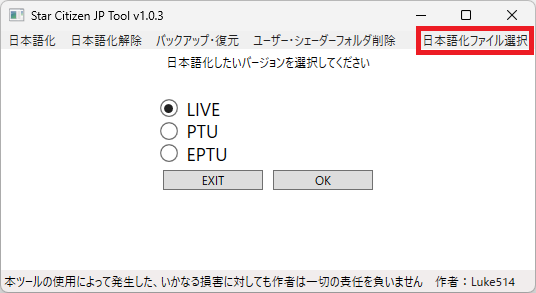 Star Citizen JP Tool v1.0.3
日本語化 日本語化解除 バックアップ・復元 ユーザー・シェーダーフォルダ削除 日本語化ファイル選択
日本語化したいバージョンを選択してください
LIVE
PTU
EPTU
EXIT OK
本ツールの使用によって発生した、いかなる損害に対しても作者は一切の責任を負いません 作者：Luke514